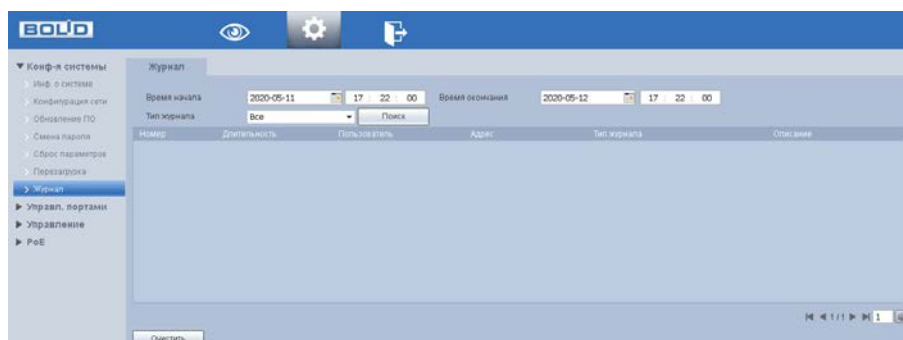 BOLID
Конф-я системы
Инф. о системе
Конфигурация сети
Обновление ПО
Смена пароля
Сброс параметров
Перезагрузка
Журнал
Управл. портами
Управление
PoE
Журнал
Время начала 2020-05-11 17 : 22 : 00 Время окончания 2020-05-12 17 : 22 : 00
Тип журнала Все Поиск
Номер Длительность Пользователь Адрес Тип журнала Описание
1/1 1
Очистить